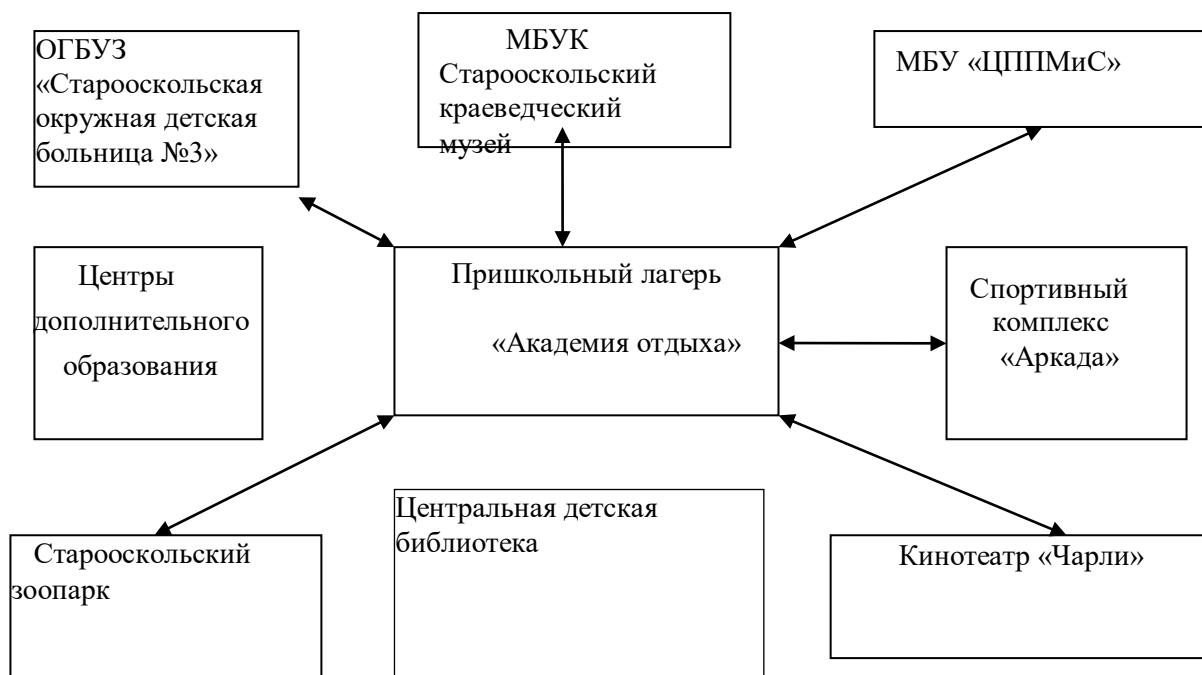 ОГБУЗ
«Старооскольская
окружная детская
больница №3»
МБУК
Старооскольский
краеведческий
музей
МБУ «ЦППМиС»
Центры
дополнительного
образования
Пришкольный лагерь
«Академия отдыха»
Спортивный
комплекс
«Аркада»
Старооскольский
зоопарк
Центральная детская
библиотека
Кинотеатр «Чарли»